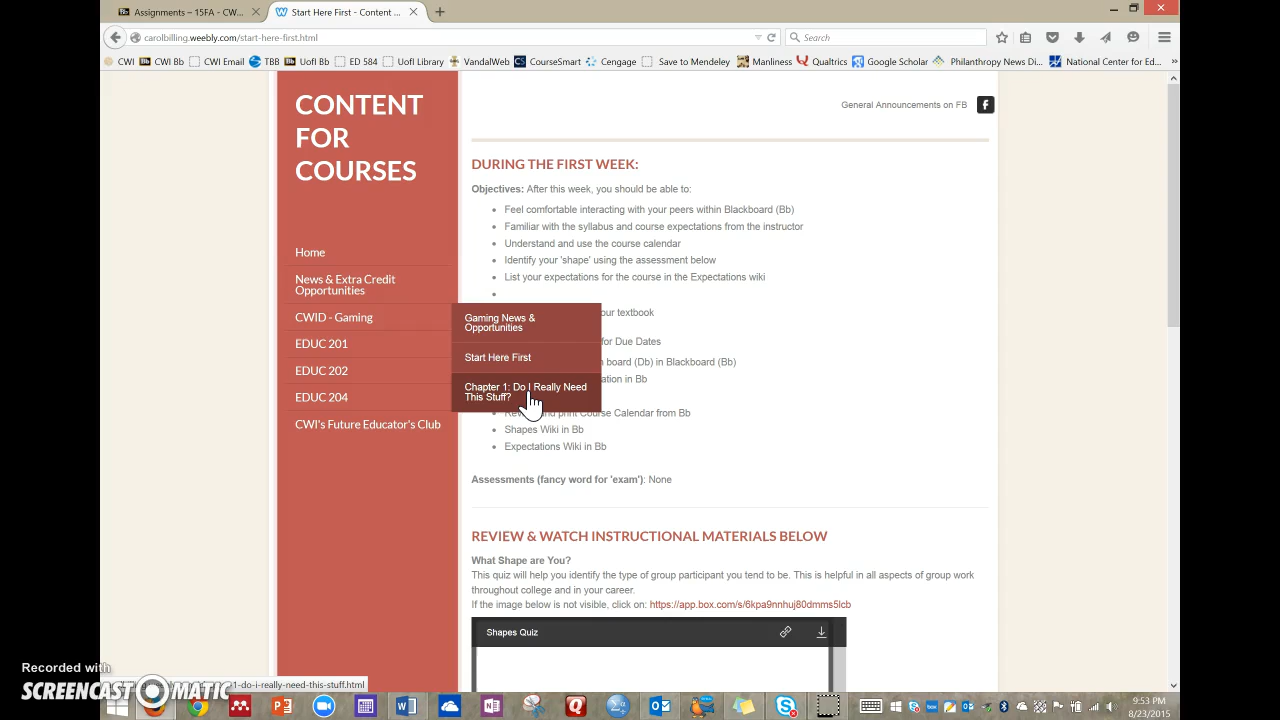 Assignments – 15FA - CW...
Start Here First - Content ...
carolbilling.weebly.com/start-here-first.html
Search
CWI
CWI Bb
CWI Email
TBB
UofI Bb
ED 584
UofI Library
VandalWeb
CourseSmart
Cengage
Save to Mendeley
Manliness
Qualtrics
Google Scholar
Philanthropy News Di...
National Center for Ed...
CONTENT
FOR
COURSES
Home
News & Extra Credit
Opportunities
CWID - Gaming
EDUC 201
EDUC 202
EDUC 204
CWI's Future Educator's Club
Gaming News &
Opportunities
Start Here First
Chapter 1: Do I Really Need
This Stuff?
General Announcements on FB
DURING THE FIRST WEEK:
Objectives: After this week, you should be able to:
Feel comfortable interacting with your peers within Blackboard (Bb)
Familiar with the syllabus and course expectations from the instructor
Understand and use the course calendar
Identify your 'shape' using the assessment below
List your expectations for the course in the Expectations wiki
our textbook
for Due Dates
board (Db) in Blackboard (Bb)
ation in Bb
Review and print Course Calendar from Bb
Shapes Wiki in Bb
Expectations Wiki in Bb
Assessments (fancy word for 'exam'): None
REVIEW & WATCH INSTRUCTIONAL MATERIALS BELOW
What Shape are You?
This quiz will help you identify the type of group participant you tend to be. This is helpful in all aspects of group work
throughout college and in your career.
If the image below is not visible, click on: https://app.box.com/s/6kpa9nnhuj80dmms5lcb
Shapes Quiz
1-do-i-really-need-this-stuff.html
Recorded with
SCREENCAST MATIC
9:53 PM
8/23/2015